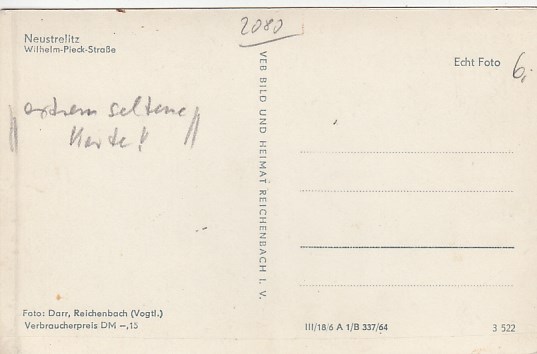 2080
Neustrelitz
Wilhelm-Pieck-Straße
Echt Foto
6,-
"extrem seltene
Karte!"
VEB BILD UND HEIMAT REICHENBACH I. V.
Foto: Darr, Reichenbach (Vogtl.)
Verbraucherpreis DM –,15
III/18/6 A 1/B 337/64
3 522